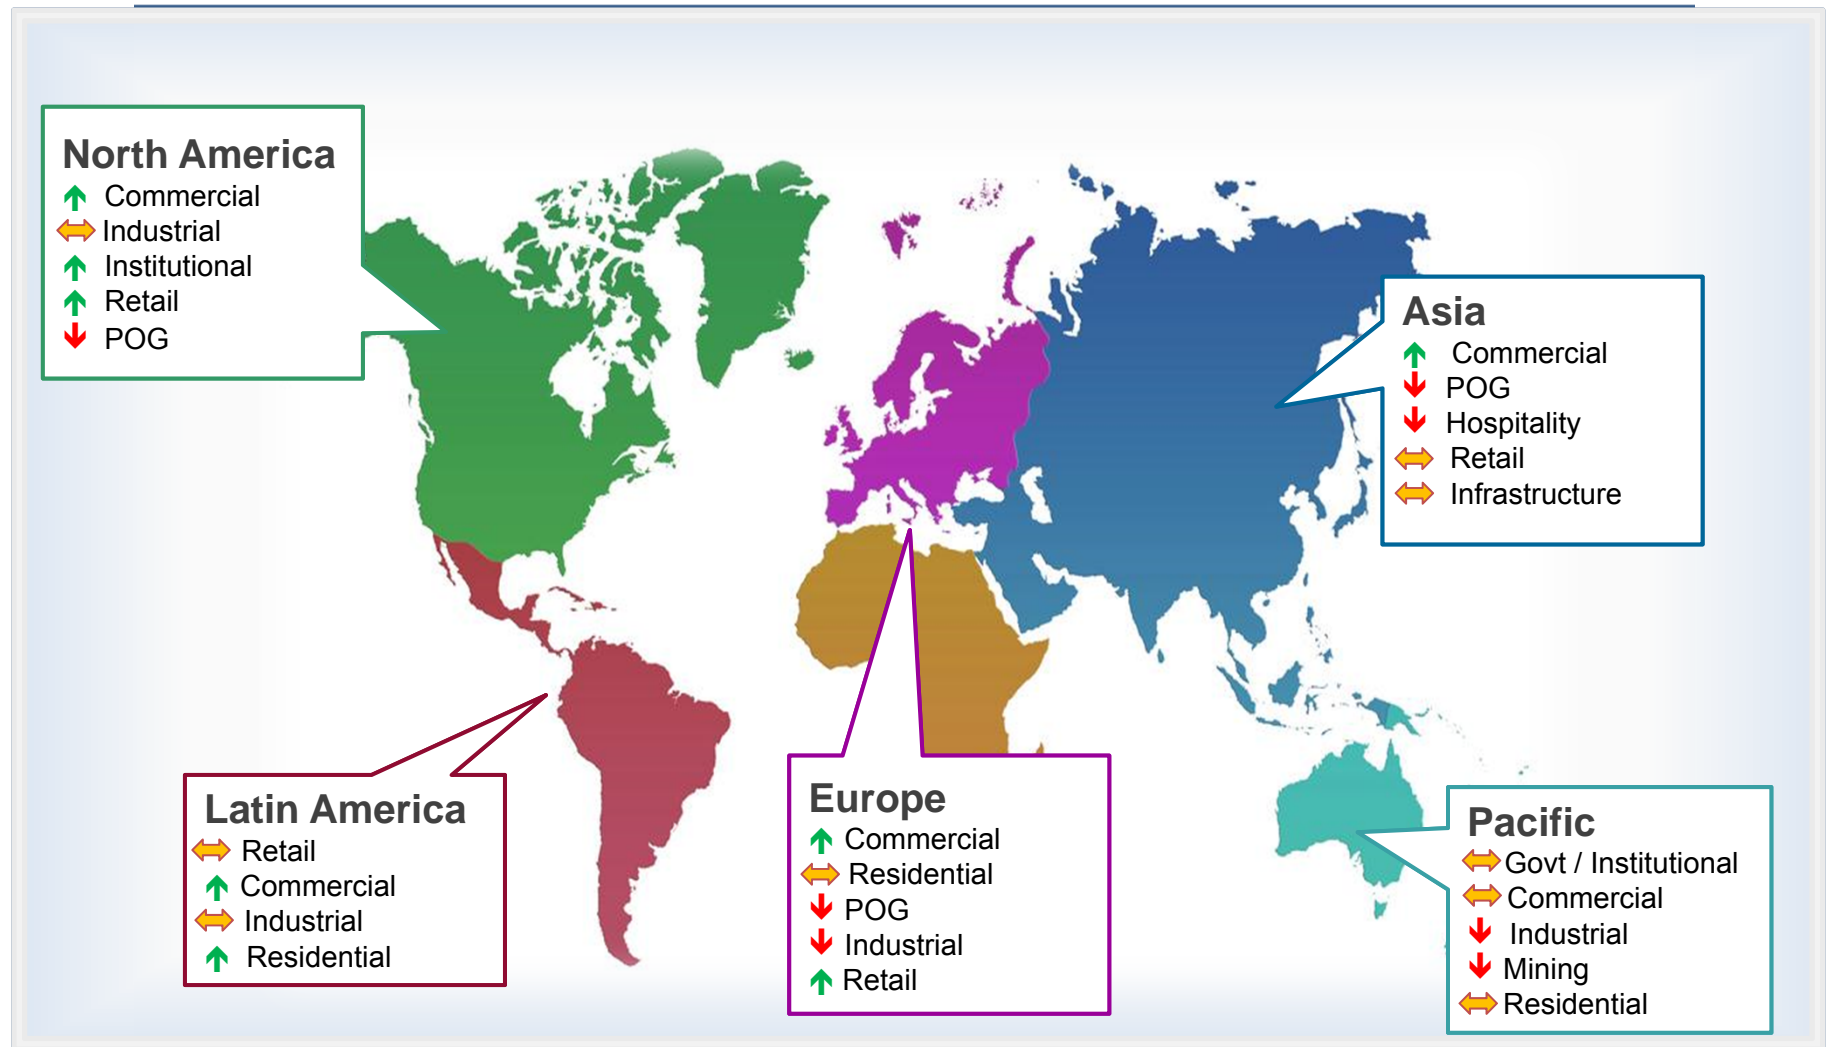 North America
Commercial
Industrial
Institutional
Retail
POG
Asia
Commercial
POG
Hospitality
Retail
Infrastructure
Latin America
Retail
Commercial
Industrial
Residential
Europe
Commercial
Residential
POG
Industrial
Retail
Pacific
Govt / Institutional
Commercial
Industrial
Mining
Residential